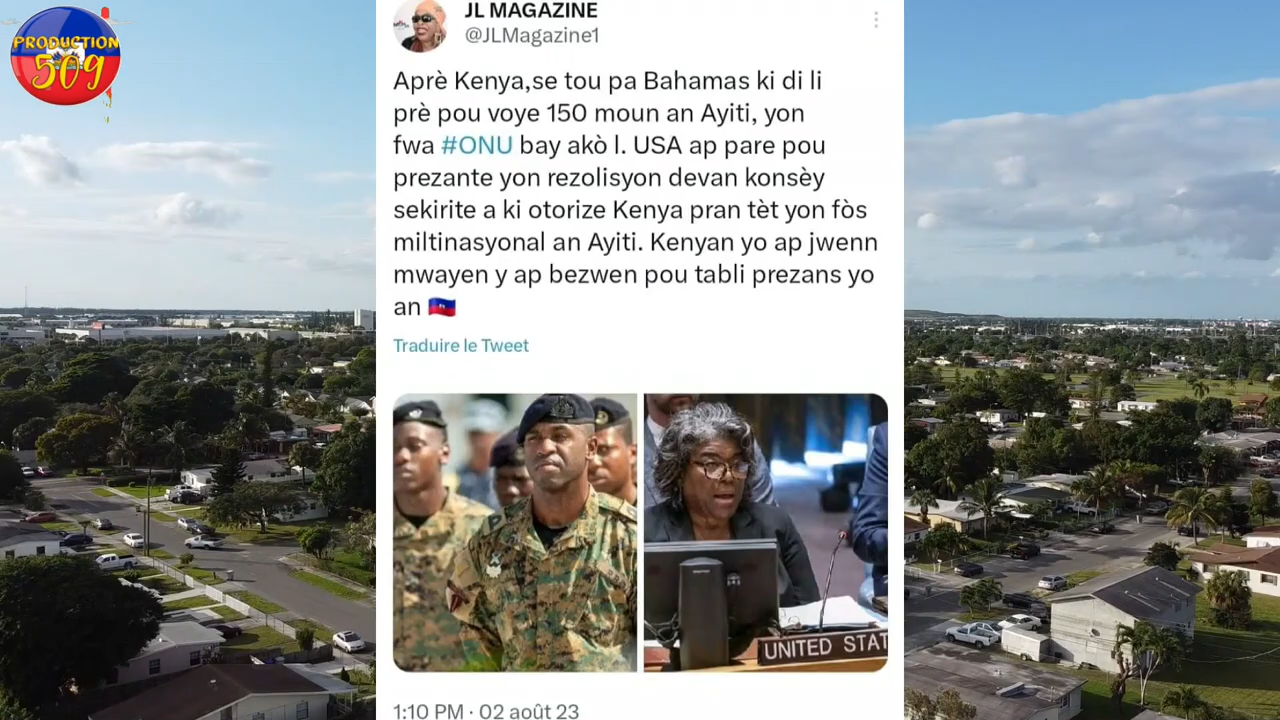 PRODUCTION
509
JL MAGAZINE
@JLMagazine1
Aprè Kenya,se tou pa Bahamas ki di li
prè pou voye 150 moun an Ayiti, yon
fwa #ONU bay akò l. USA ap pare pou
prezante yon rezolisyon devan konsèy
sekirite a ki otorize Kenya pran tèt yon fòs
miltinasyonal an Ayiti. Kenyan yo ap jwenn
mwayen y ap bezwen pou tabli prezans yo
an 🇭🇹
Traduire le Tweet
UNITED STAT
1:10 PM · 02 août 23